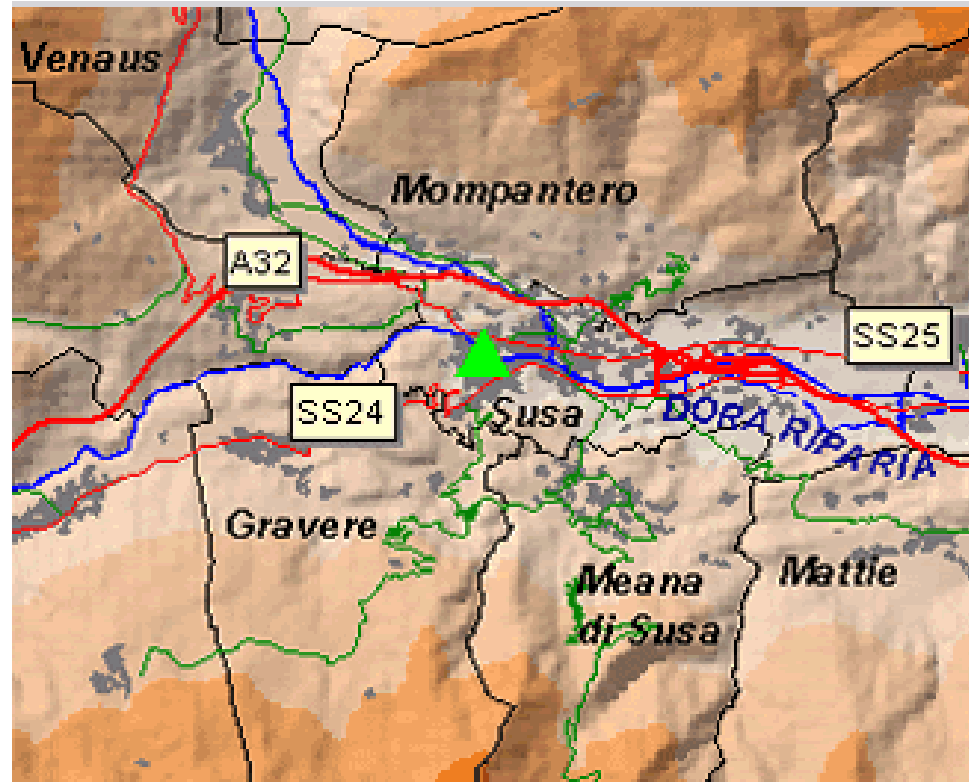 Venaus
Mompantero
A32
SS25
SS24
Susa
DORA RIPARIA
Gravere
Meana
di Susa
Mattie